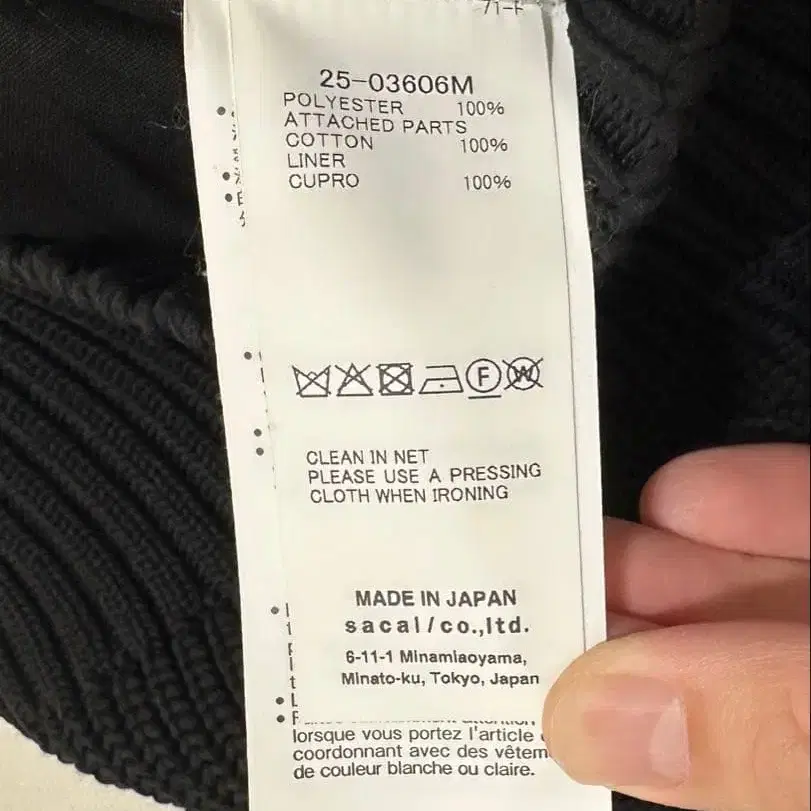 25-03606M
POLYESTER 100%
ATTACHED PARTS
COTTON 100%
LINER
CUPRO 100%
F W
CLEAN IN NET
PLEASE USE A PRESSING
CLOTH WHEN IRONING
MADE IN JAPAN
sacai/co.,ltd.
6-11-1 Minamiaoyama,
Minato-ku, Tokyo, Japan
lorsque vous portez l'article
coordonnant avec des
de couleur blanche ou claire.